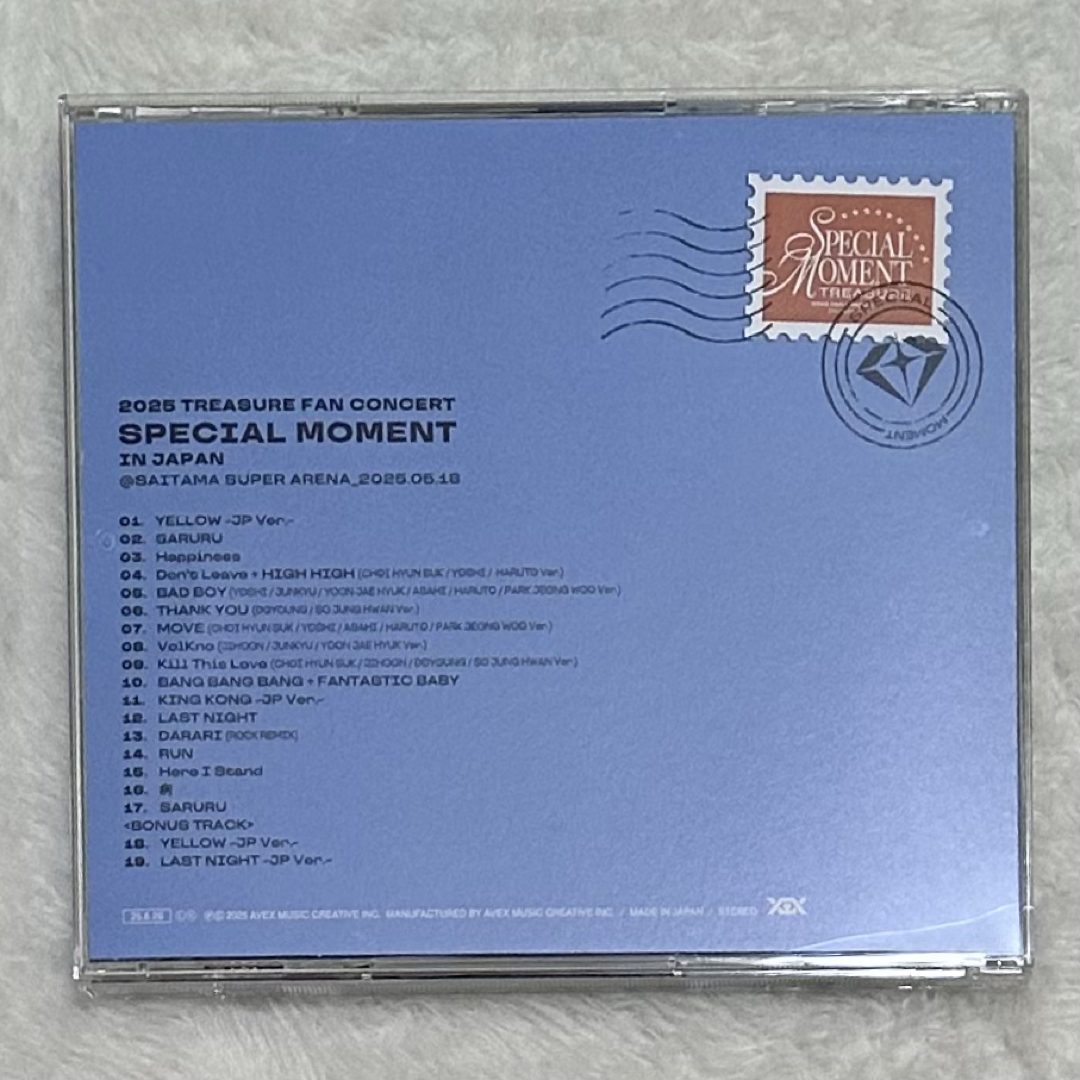 SPECIAL
MOMENT
TREASURE
SPECIAL
MOMENT
2025 TREASURE FAN CONCERT
SPECIAL MOMENT
IN JAPAN
@SAITAMA SUPER ARENA_2025.05.18
01. YELLOW -JP Ver.-
02. SARURU
03. Happiness
04. Don't Leave + HIGH HIGH (CHOI HYUN SUK / YOSHI / HARUTO Ver.)
05. BAD BOY (YOSHI / JUNKYU / YOON JAE HYUK / ASAHI / HARUTO / PARK JEONG WOO Ver.)
06. THANK YOU (DOYOUNG / SO JUNG HWAN Ver.)
07. MOVE (CHOI HYUN SUK / YOSHI / ASAHI / HARUTO / PARK JEONG WOO Ver.)
08. VolKno (JIHOON / JUNKYU / YOON JAE HYUK Ver.)
09. Kill This Love (CHOI HYUN SUK / JIHOON / DOYOUNG / SO JUNG HWAN Ver.)
10. BANG BANG BANG + FANTASTIC BABY
11. KING KONG -JP Ver.-
12. LAST NIGHT
13. DARARI (ROCK REMIX)
14. RUN
15. Here I Stand
16.
17. SARURU
<BONUS TRACK>
18. YELLOW -JP Ver.-
19. LAST NIGHT -JP Ver.-
℗© 2025 AVEX MUSIC CREATIVE INC. MANUFACTURED BY AVEX MUSIC CREATIVE INC. / MADE IN JAPAN / STEREO